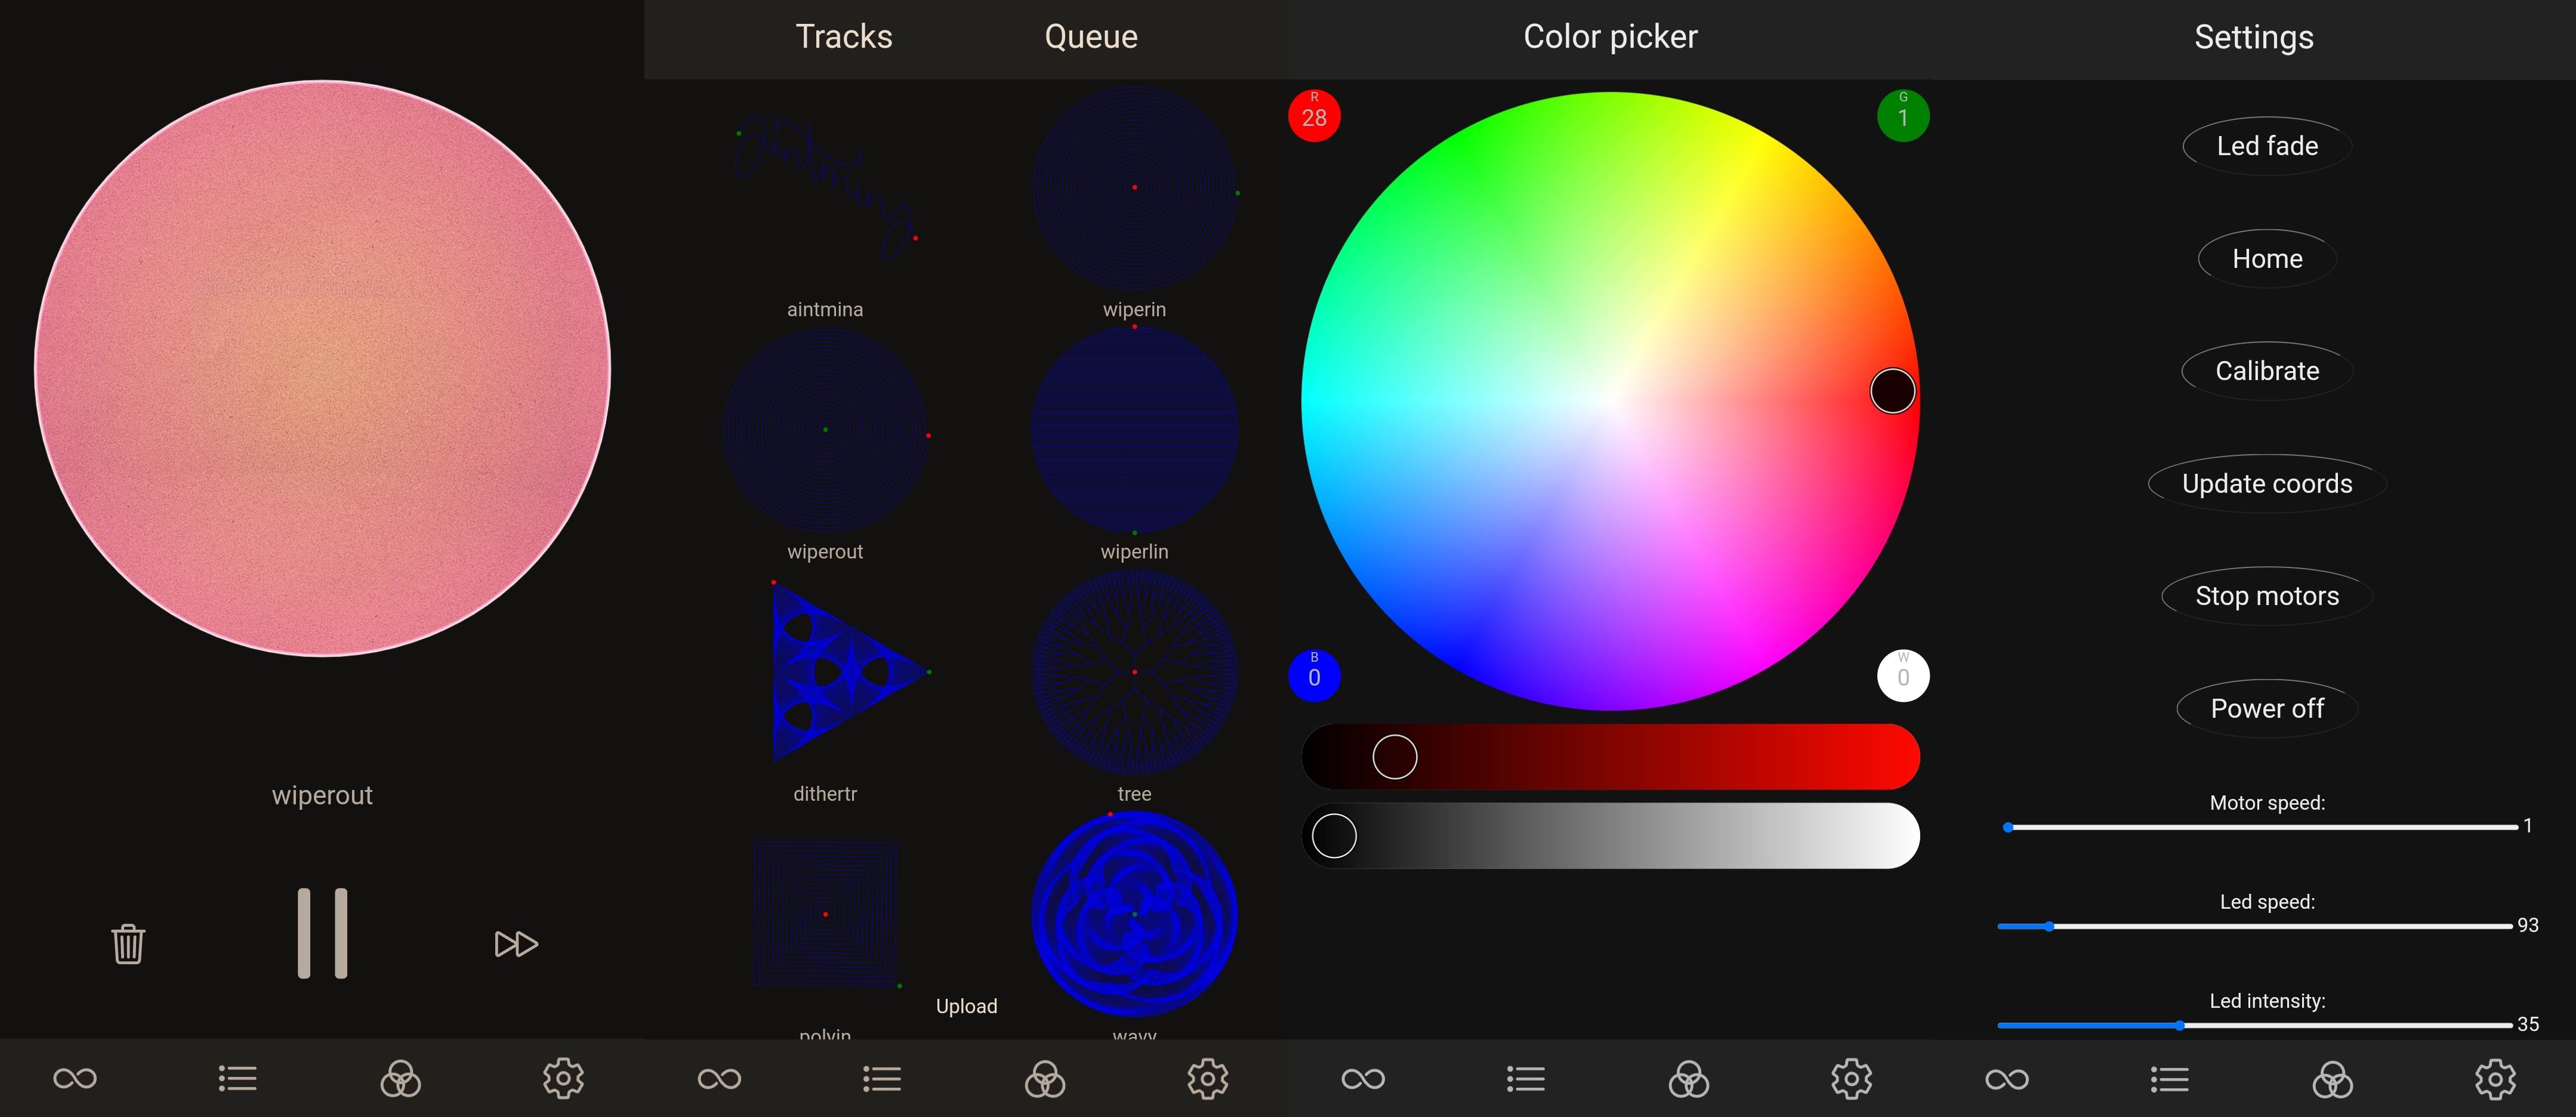 wiperout
Tracks
Queue
aintmina
wiperin
wiperout
wiperlin
dithertr
tree
Upload
polyin
wavy
Color picker
R
28
G
1
B
0
W
0
Settings
Led fade
Home
Calibrate
Update coords
Stop motors
Power off
Motor speed:
1
Led speed:
93
Led intensity:
35